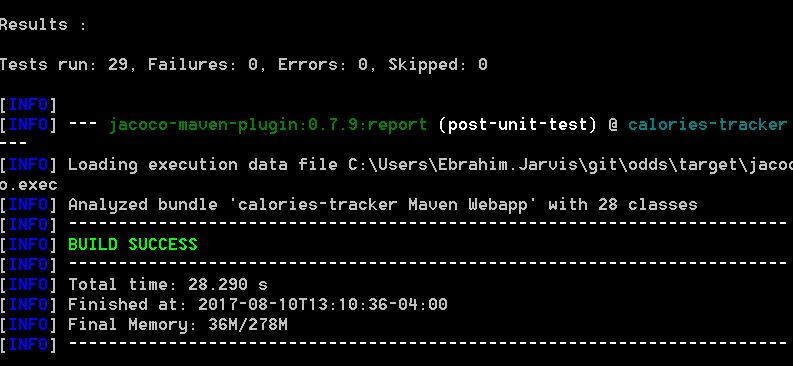 Results :
Tests run: 29, Failures: 0, Errors: 0, Skipped: 0
[INFO]
[INFO] --- jacoco-maven-plugin:0.7.9:report (post-unit-test) @ calories-tracker
---
[INFO] Loading execution data file C:\Users\Ebrahim.Jarvis\git\odds\target\jacoc
o.exec
[INFO] Analyzed bundle 'calories-tracker Maven Webapp' with 28 classes
[INFO] ------------------------------------------------------------------------
[INFO] BUILD SUCCESS
[INFO] ------------------------------------------------------------------------
[INFO] Total time: 28.290 s
[INFO] Finished at: 2017-08-10T13:10:36-04:00
[INFO] Final Memory: 36M/278M
[INFO] ------------------------------------------------------------------------